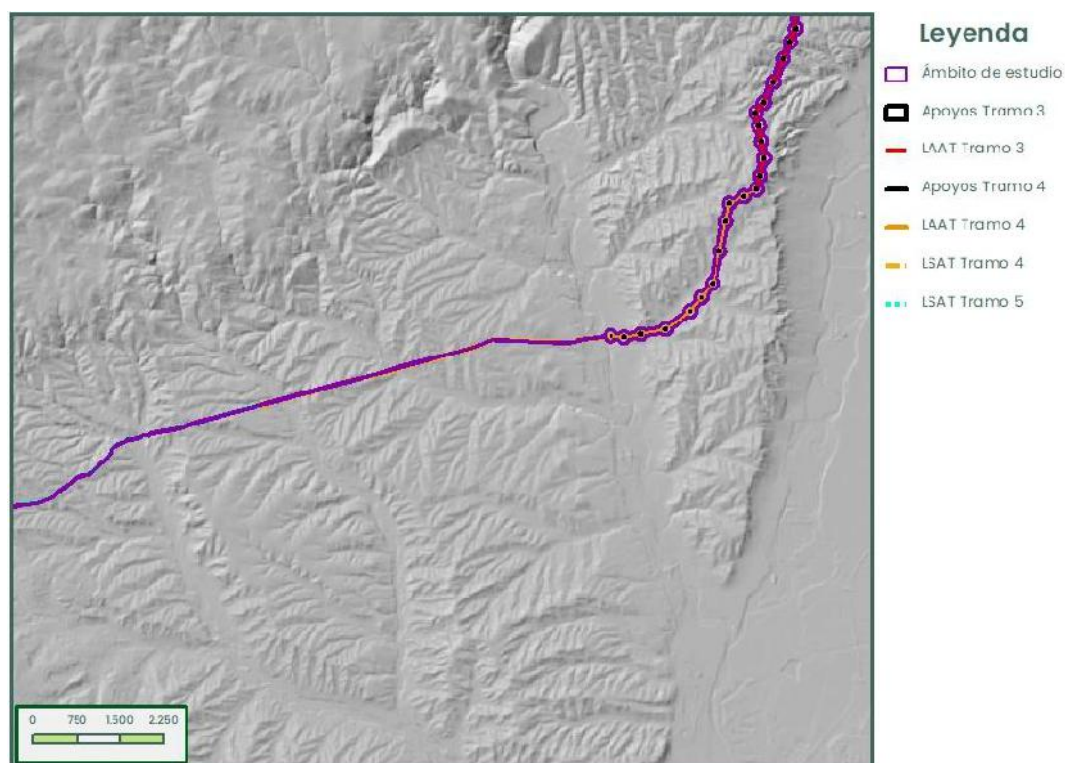 Leyenda
Ámbito de estudio
Apoyos Tramo 3
LAAT Tramo 3
Apoyos Tramo 4
LAAT Tramo 4
LSAT Tramo 4
LSAT Tramo 5
0 750 1.500 2.250